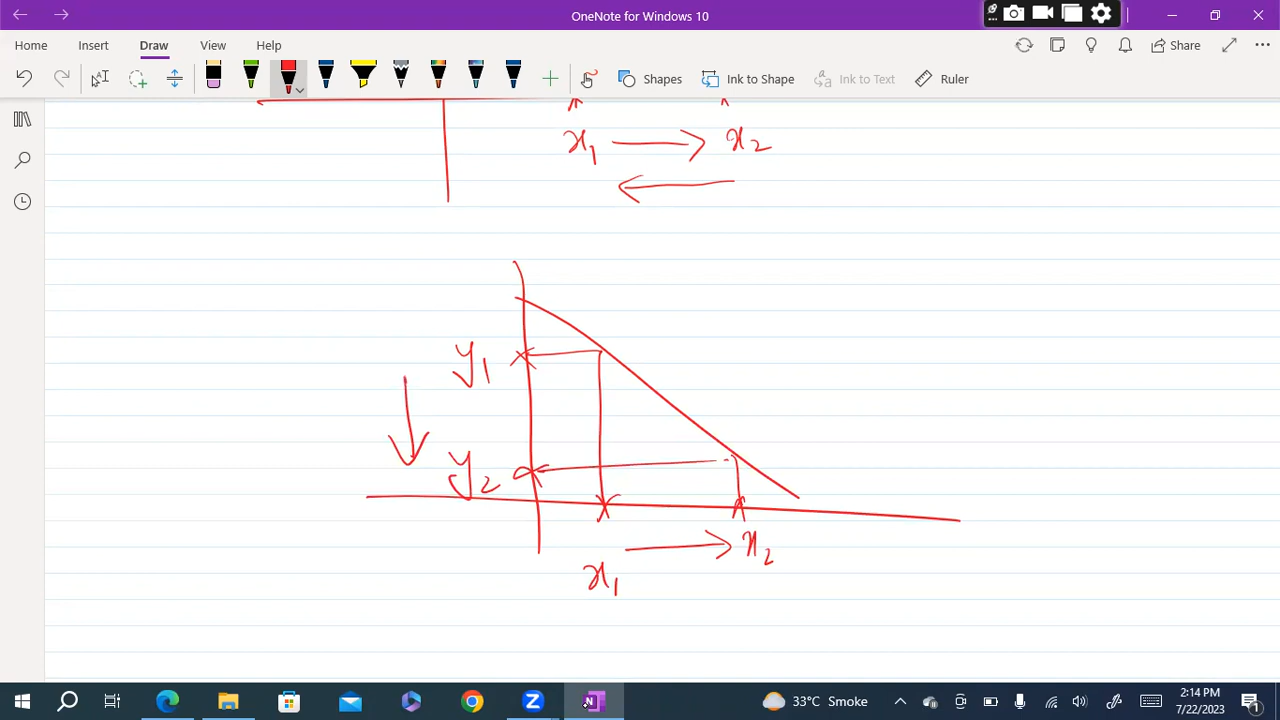 OneNote for Windows 10
Home Insert Draw View Help Share
Shapes Ink to Shape Ink to Text Ruler
x1 x2
y1
y2
x2
x1
33°C Smoke 2:14 PM
7/22/2023 1